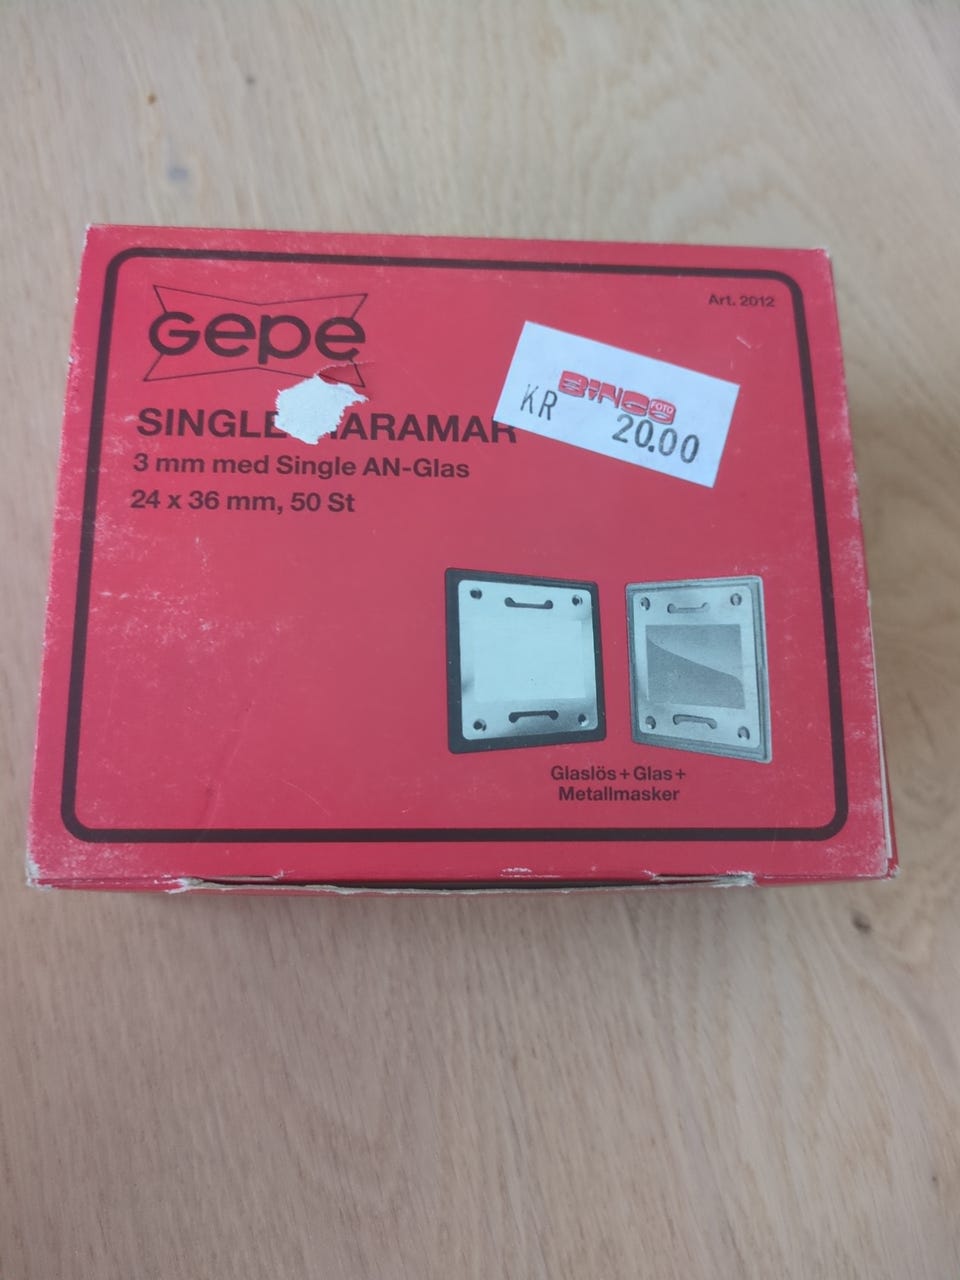 Gepe
Art. 2012
BINGO FOTO
KR 20.00
SINGLE
3 mm med Single AN-Glas
24 x 36 mm, 50 St
Glaslös + Glas +
Metallmasker